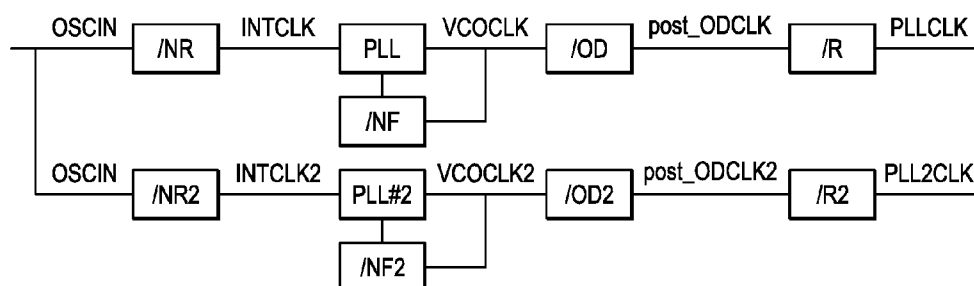 OSCIN INTCLK VCOCLK post_ODCLK PLLCLK
/NR PLL /OD /R
/NF
OSCIN INTCLK2 VCOCLK2 post_ODCLK2 PLL2CLK
/NR2 PLL#2 /OD2 /R2
/NF2